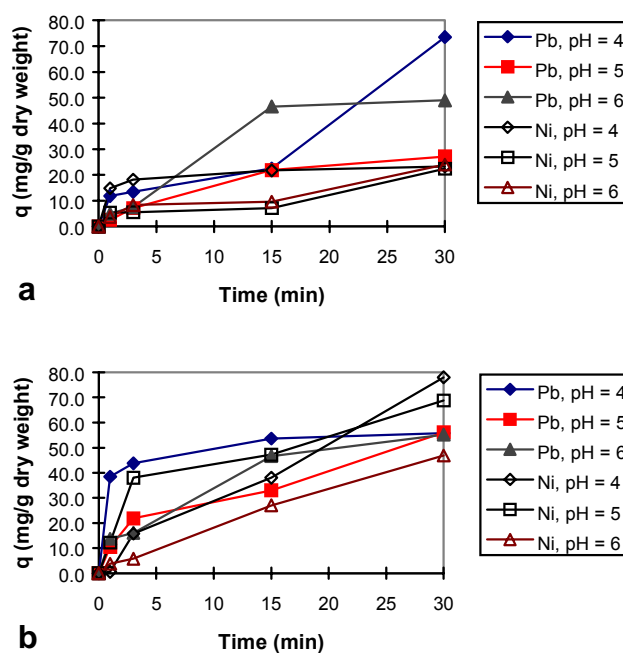 80.0
70.0
60.0
50.0
40.0
30.0
20.0
10.0
0.0
q (mg/g dry weight)
0 5 10 15 20 25 30
Time (min)
a
Pb, pH = 4
Pb, pH = 5
Pb, pH = 6
Ni, pH = 4
Ni, pH = 5
Ni, pH = 6
80.0
70.0
60.0
50.0
40.0
30.0
20.0
10.0
0.0
q (mg/g dry weight)
0 5 10 15 20 25 30
Time (min)
b
Pb, pH = 4
Pb, pH = 5
Pb, pH = 6
Ni, pH = 4
Ni, pH = 5
Ni, pH = 6